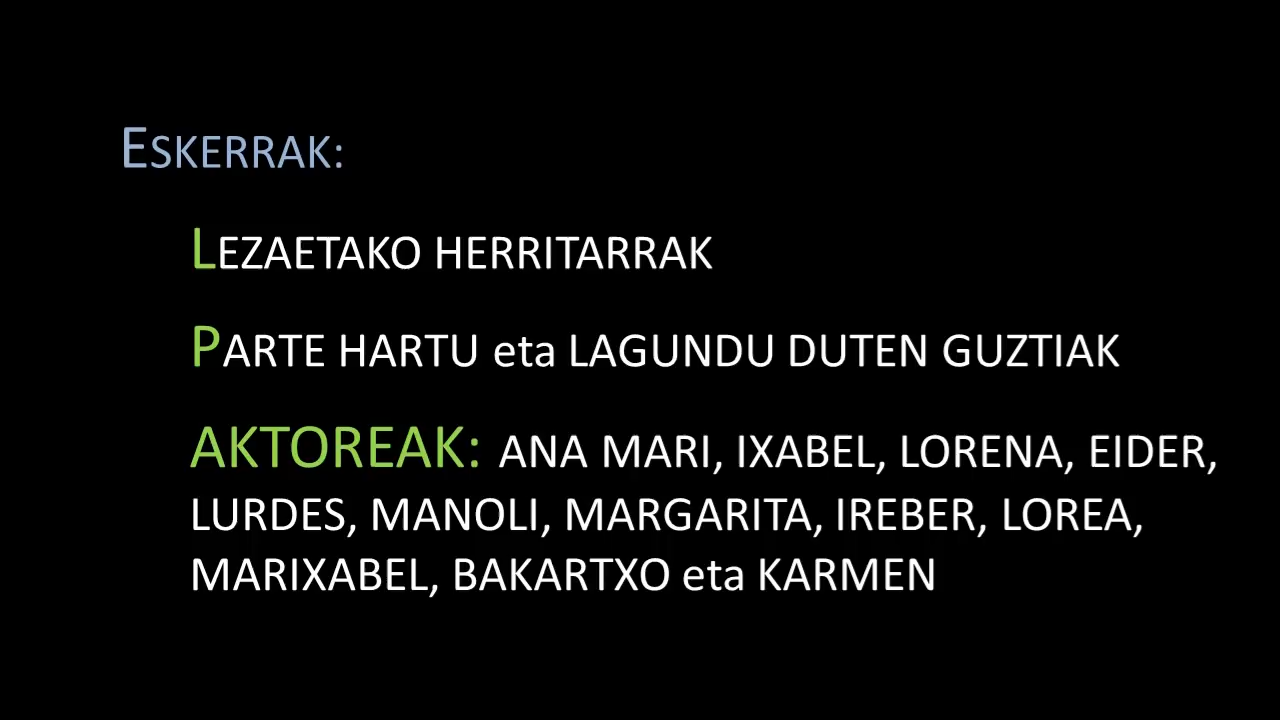 ESKERRAK:
LEZAETAKO HERRITARRAK
PARTE HARTU eta LAGUNDU DUTEN GUZTIAK
AKTOREAK: ANA MARI, IXABEL, LORENA, EIDER,
LURDES, MANOLI, MARGARITA, IREBER, LOREA,
MARIXABEL, BAKARTXO eta KARMEN